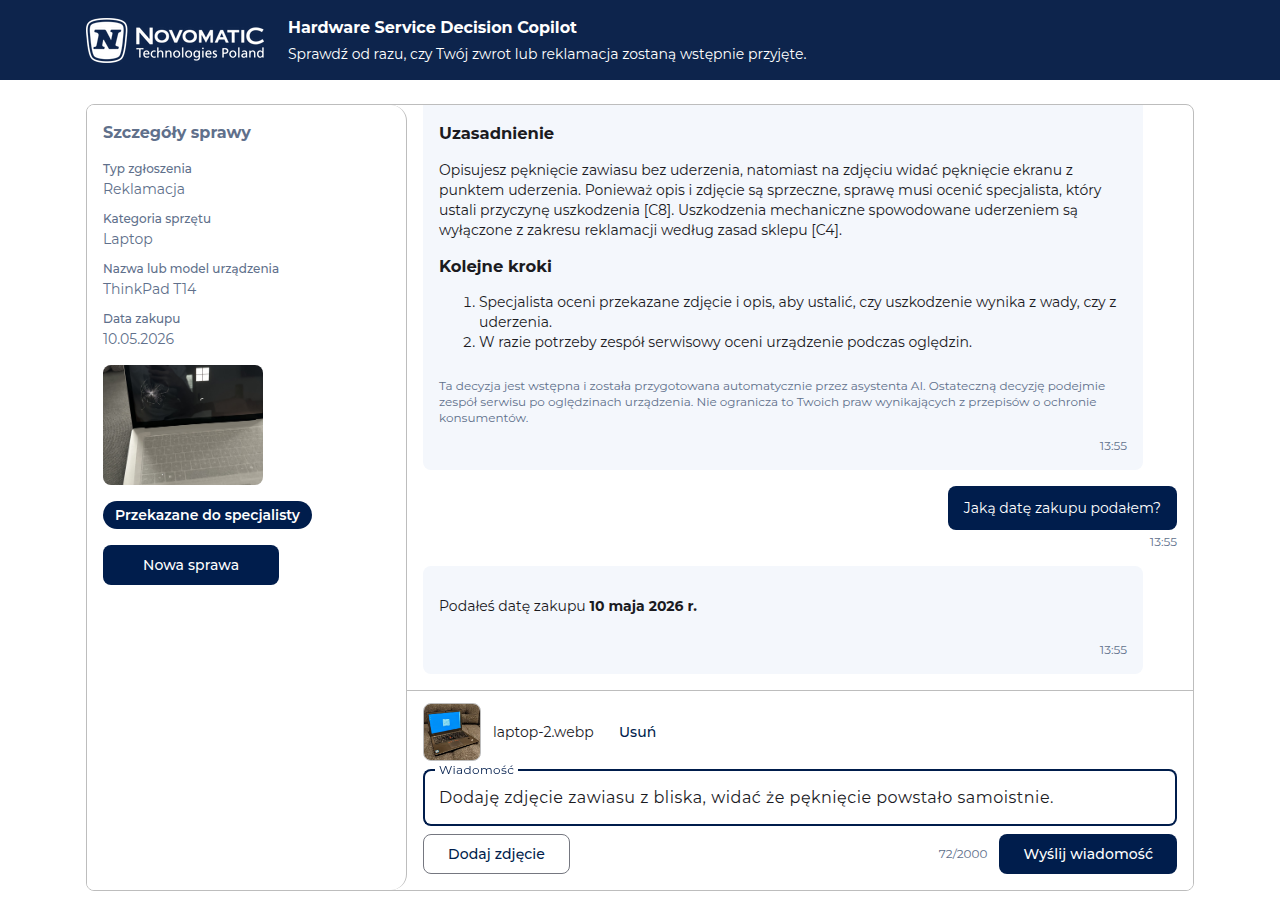 NOVOMATIC
Technologies Poland
Hardware Service Decision Copilot
Sprawdź od razu, czy Twój zwrot lub reklamacja zostaną wstępnie przyjęte.
Szczegóły sprawy
Typ zgłoszenia
Reklamacja
Kategoria sprzętu
Laptop
Nazwa lub model urządzenia
ThinkPad T14
Data zakupu
10.05.2026
Przekazane do specjalisty
Nowa sprawa
Uzasadnienie
Opisujesz pęknięcie zawiasu bez uderzenia, natomiast na zdjęciu widać pęknięcie ekranu z
punktem uderzenia. Ponieważ opis i zdjęcie są sprzeczne, sprawę musi ocenić specjalista, który
ustali przyczynę uszkodzenia [C8]. Uszkodzenia mechaniczne spowodowane uderzeniem są
wyłączone z zakresu reklamacji według zasad sklepu [C4].
Kolejne kroki
1. Specjalista oceni przekazane zdjęcie i opis, aby ustalić, czy uszkodzenie wynika z wady, czy z
uderzenia.
2. W razie potrzeby zespół serwisowy oceni urządzenie podczas oględzin.
Ta decyzja jest wstępna i została przygotowana automatycznie przez asystenta AI. Ostateczną decyzję podejmie
zespół serwisu po oględzinach urządzenia. Nie ogranicza to Twoich praw wynikających z przepisów o ochronie
konsumentów.
13:55
Jaką datę zakupu podałem?
13:55
Podałeś datę zakupu 10 maja 2026 r.
13:55
laptop-2.webp Usuń
Wiadomość
Dodaję zdjęcie zawiasu z bliska, widać że pęknięcie powstało samoistnie.
Dodaj zdjęcie 72/2000 Wyślij wiadomość